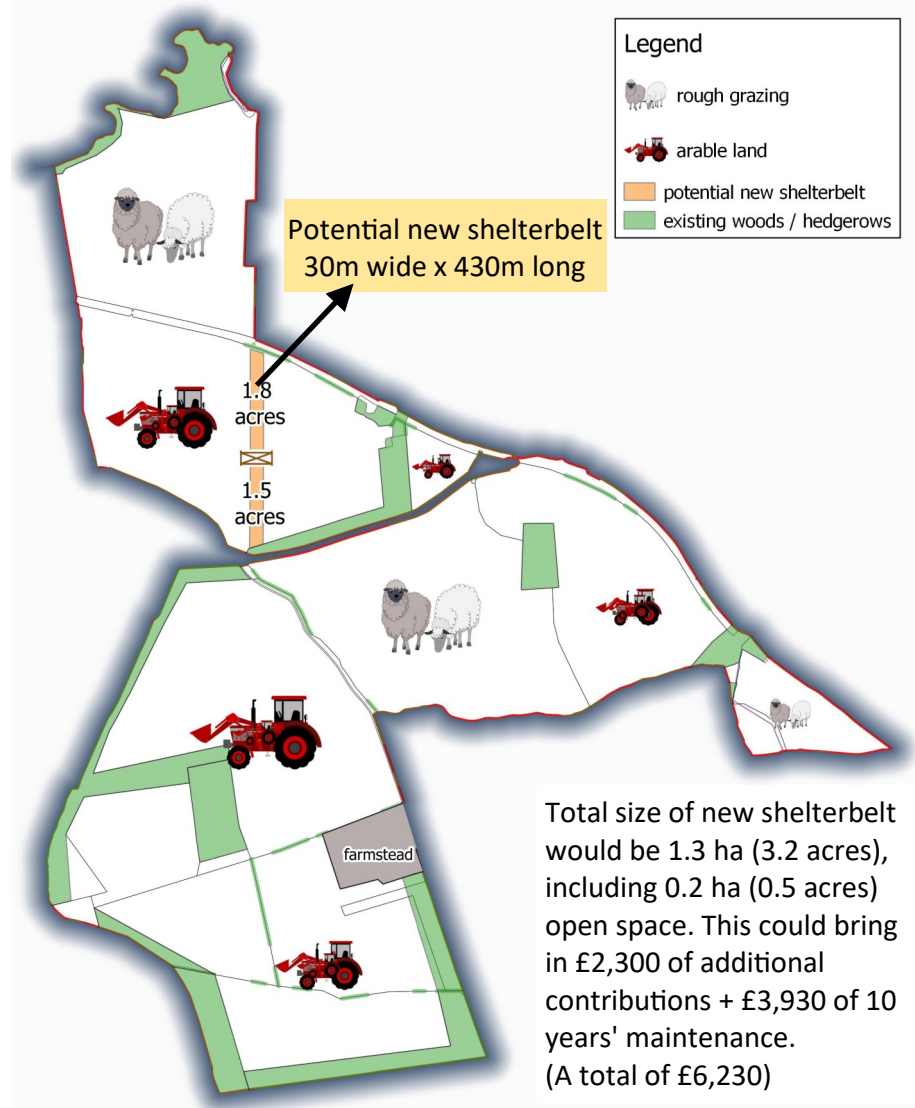 Legend
rough grazing
arable land
potential new shelterbelt
existing woods / hedgerows
Potential new shelterbelt
30m wide x 430m long
1.8
acres
1.5
acres
farmstead
Total size of new shelterbelt
would be 1.3 ha (3.2 acres),
including 0.2 ha (0.5 acres)
open space. This could bring
in £2,300 of additional
contributions + £3,930 of 10
years' maintenance.
(A total of £6,230)